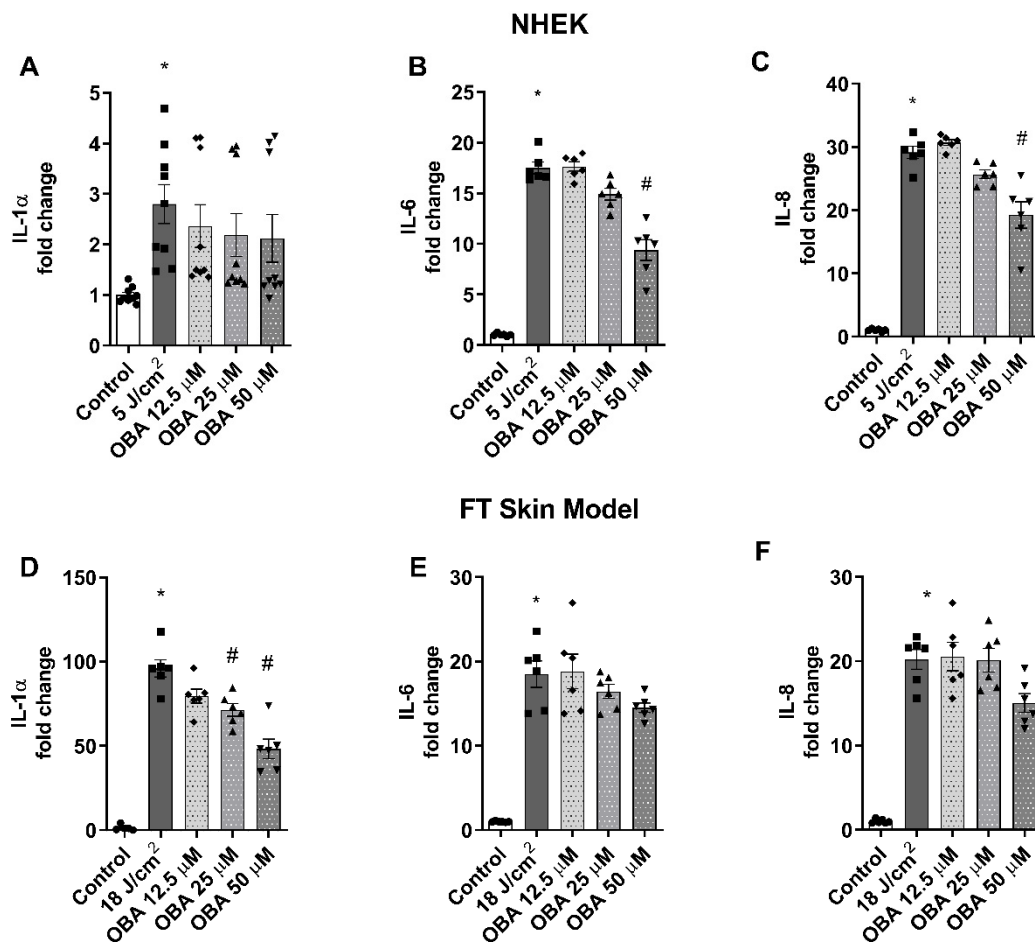 NHEK
A
*
IL-1α
fold change
5
4
3
2
1
0
Control
5 J/cm²
OBA 12.5 μM
OBA 25 μM
OBA 50 μM
B
*
#
IL-6
fold change
25
20
15
10
5
0
Control
5 J/cm²
OBA 12.5 μM
OBA 25 μM
OBA 50 μM
C
*
#
IL-8
fold change
40
30
20
10
0
Control
5 J/cm²
OBA 12.5 μM
OBA 25 μM
OBA 50 μM
FT Skin Model
D
*
#
#
IL-1α
fold change
150
100
50
0
Control
18 J/cm²
OBA 12.5 μM
OBA 25 μM
OBA 50 μM
E
*
IL-6
fold change
30
20
10
0
Control
18 J/cm²
OBA 12.5 μM
OBA 25 μM
OBA 50 μM
F
*
IL-8
fold change
30
20
10
0
Control
18 J/cm²
OBA 12.5 μM
OBA 25 μM
OBA 50 μM